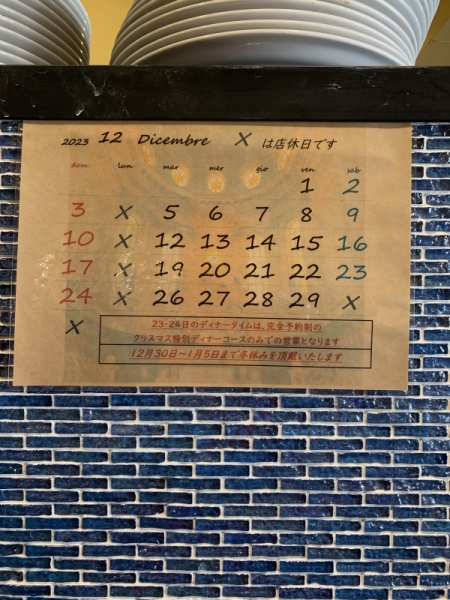 2023 12 Dicembre X は店休日です
dom lun mar mer gio ven sab
1 2
3 X 5 6 7 8 9
10 X 12 13 14 15 16
17 X 19 20 21 22 23
24 X 26 27 28 29 X
X
23・24日のディナータイムは、完全予約制の
クリスマス特別ディナーコースのみでの営業となります
12月30日〜1月5日まで冬休みを頂戴いたします